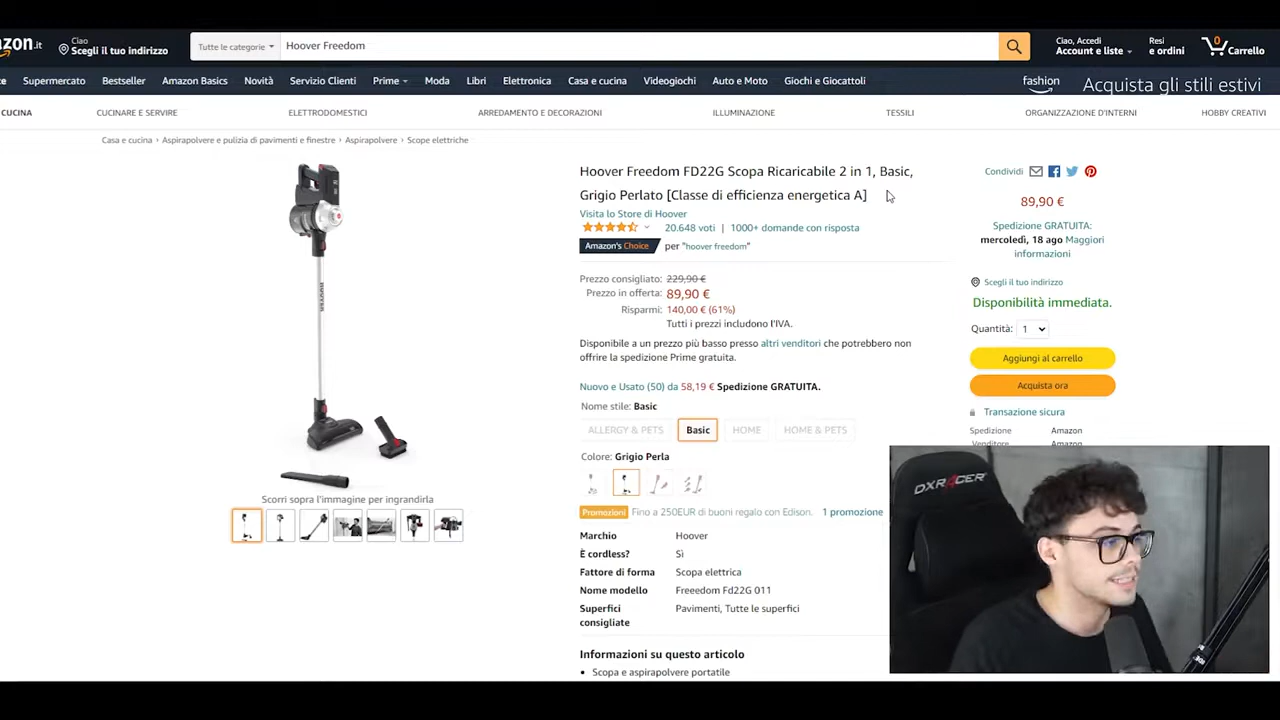 azon.it
Ciao
Scegli il tuo indirizzo
Tutte le categorie
Hoover Freedom
Ciao, Accedi
Account e liste
Resi
e ordini
0
Carrello
te
Supermercato
Bestseller
Amazon Basics
Novità
Servizio Clienti
Prime
Moda
Libri
Elettronica
Casa e cucina
Videogiochi
Auto e Moto
Giochi e Giocattoli
fashion
Acquista gli stili estivi
CUCINA
CUCINARE E SERVIRE
ELETTRODOMESTICI
ARREDAMENTO E DECORAZIONI
ILLUMINAZIONE
TESSILI
ORGANIZZAZIONE D'INTERNI
HOBBY CREATIVI
Casa e cucina › Aspirapolvere e pulizia di pavimenti e finestre › Aspirapolvere › Scope elettriche
HOOVER
Scorri sopra l'immagine per ingrandirla
Hoover Freedom FD22G Scopa Ricaricabile 2 in 1, Basic,
Grigio Perlato [Classe di efficienza energetica A]
Visita lo Store di Hoover
20.648 voti | 1000+ domande con risposta
Amazon's Choice per "hoover freedom"
Prezzo consigliato: 229,90 €
Prezzo in offerta: 89,90 €
Risparmi: 140,00 € (61%)
Tutti i prezzi includono l'IVA.
Disponibile a un prezzo più basso presso altri venditori che potrebbero non
offrire la spedizione Prime gratuita.
Nuovo e Usato (50) da 58,19 € Spedizione GRATUITA.
Nome stile: Basic
ALLERGY & PETS
Basic
HOME
HOME & PETS
Colore: Grigio Perla
Promozioni Fino a 250EUR di buoni regalo con Edison. 1 promozione
Marchio Hoover
È cordless? Sì
Fattore di forma Scopa elettrica
Nome modello Freeedom Fd22G 011
Superfici Pavimenti, Tutte le superfici
consigliate
Informazioni su questo articolo
• Scopa e aspirapolvere portatile
Condividi
89,90 €
Spedizione GRATUITA:
mercoledì, 18 ago Maggiori
informazioni
Scegli il tuo indirizzo
Disponibilità immediata.
Quantità: 1
Aggiungi al carrello
Acquista ora
Transazione sicura
Spedizione Amazon
Venditore Amazon
DXRACER